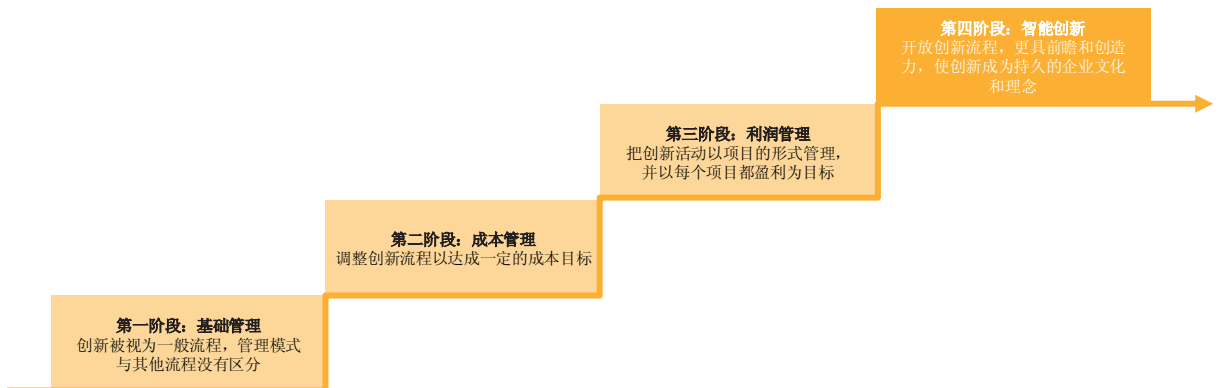 第四阶段：智能创新
开放创新流程，更具前瞻和创造
力，使创新成为持久的企业文化
和理念
第三阶段：利润管理
把创新活动以项目的形式管理，
并以每个项目都盈利为目标
第二阶段：成本管理
调整创新流程以达成一定的成本目标
第一阶段：基础管理
创新被视为一般流程，管理模式
与其他流程没有区分